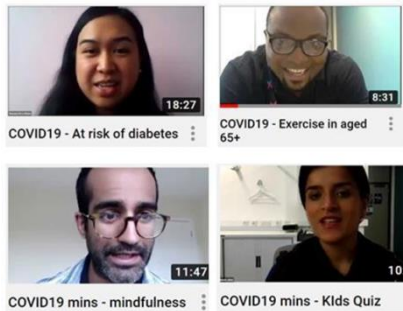 18:27
8:31
COVID19 - At risk of diabetes
COVID19 - Exercise in aged
65+
11:47
10
COVID19 mins - mindfulness
COVID19 mins - KIds Quiz